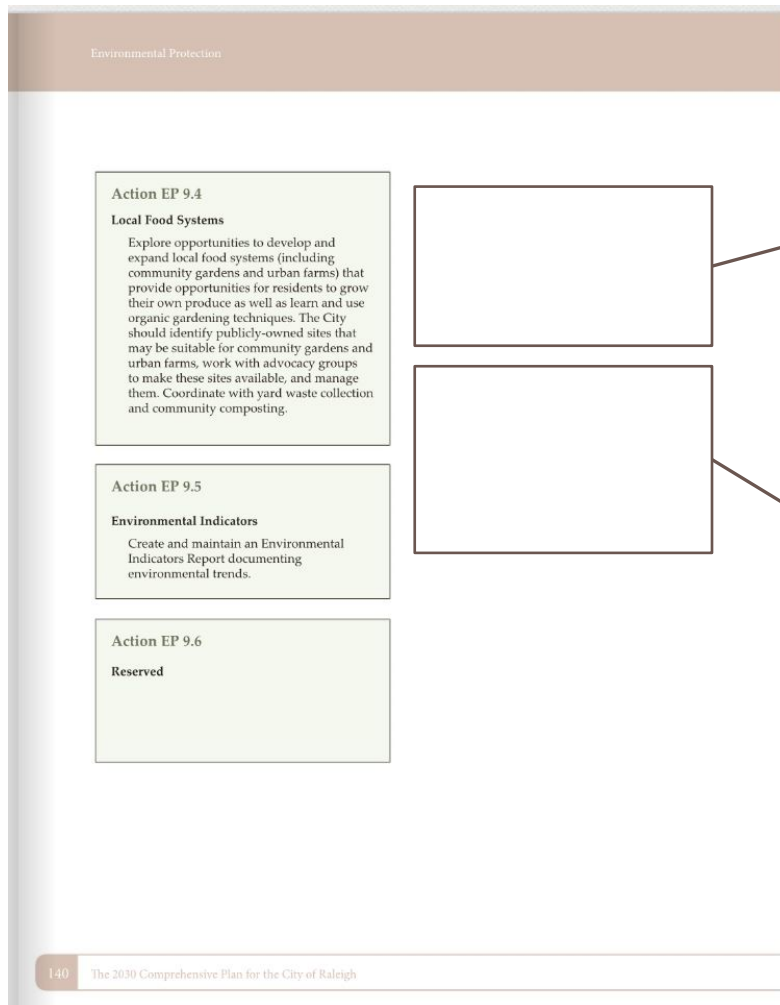 Environmental Protection
Action EP 9.4
Local Food Systems
Explore opportunities to develop and
expand local food systems (including
community gardens and urban farms) that
provide opportunities for residents to grow
their own produce as well as learn and use
organic gardening techniques. The City
should identify publicly-owned sites that
may be suitable for community gardens and
urban farms, work with advocacy groups
to make these sites available, and manage
them. Coordinate with yard waste collection
and community composting.
Action EP 9.5
Environmental Indicators
Create and maintain an Environmental
Indicators Report documenting
environmental trends.
Action EP 9.6
Reserved
140 The 2030 Comprehensive Plan for the City of Raleigh